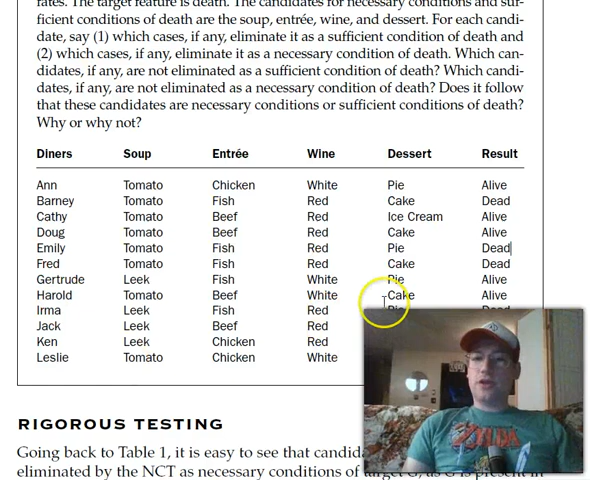 rates. The target feature is death. The candidates for necessary conditions and suf-
ficient conditions of death are the soup, entrée, wine, and dessert. For each candi-
date, say (1) which cases, if any, eliminate it as a sufficient condition of death and
(2) which cases, if any, eliminate it as a necessary condition of death. Which can-
didates, if any, are not eliminated as a sufficient condition of death? Which candi-
dates, if any, are not eliminated as a necessary condition of death? Does it follow
that these candidates are necessary conditions or sufficient conditions of death?
Why or why not?
Diners Soup Entrée Wine Dessert Result
Ann Tomato Chicken White Pie Alive
Barney Tomato Fish Red Cake Dead
Cathy Tomato Beef Red Ice Cream Alive
Doug Tomato Beef Red Cake Alive
Emily Tomato Fish Red Pie Dead
Fred Tomato Fish Red Cake Dead
Gertrude Leek Fish White Pie Alive
Harold Tomato Beef White Cake Alive
Irma Leek Fish Red Pie Dead
Jack Leek Beef Red
Ken Leek Chicken Red
Leslie Tomato Chicken White
RIGOROUS TESTING
Going back to Table 1, it is easy to see that candida
eliminated by the NCT as necessary conditions of target G, as G is present in
ZELDA